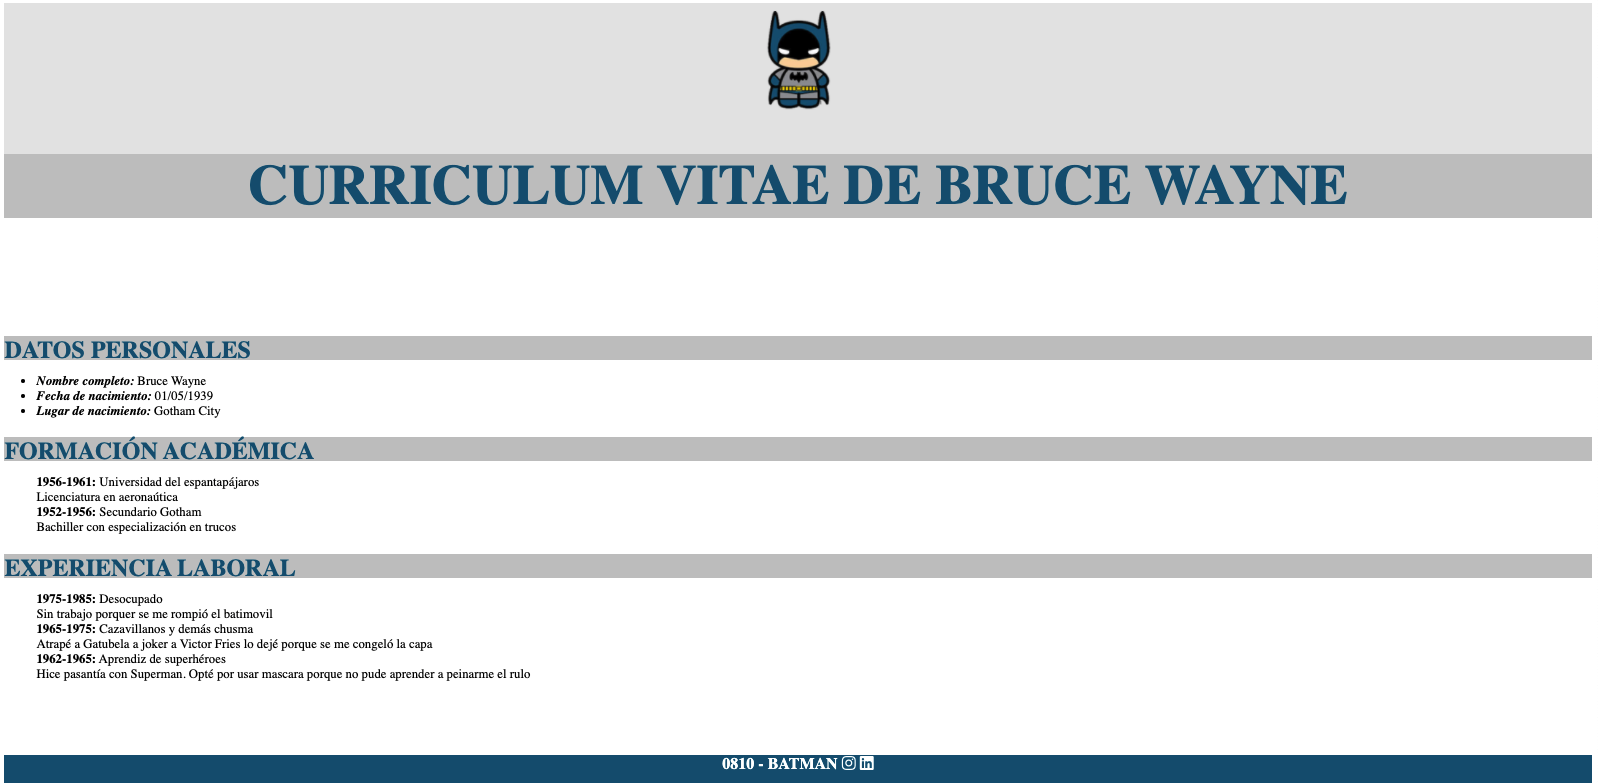 CURRICULUM VITAE DE BRUCE WAYNE
DATOS PERSONALES
Nombre completo: Bruce Wayne
Fecha de nacimiento: 01/05/1939
Lugar de nacimiento: Gotham City
FORMACIÓN ACADÉMICA
1956-1961: Universidad del espantapájaros
Licenciatura en aeronaútica
1952-1956: Secundario Gotham
Bachiller con especialización en trucos
EXPERIENCIA LABORAL
1975-1985: Desocupado
Sin trabajo porquer se me rompió el batimovil
1965-1975: Cazavillanos y demás chusma
Atrapé a Gatubela a joker a Victor Fries lo dejé porque se me congeló la capa
1962-1965: Aprendiz de superhéroes
Hice pasantía con Superman. Opté por usar mascara porque no pude aprender a peinarme el rulo
0810 - BATMAN